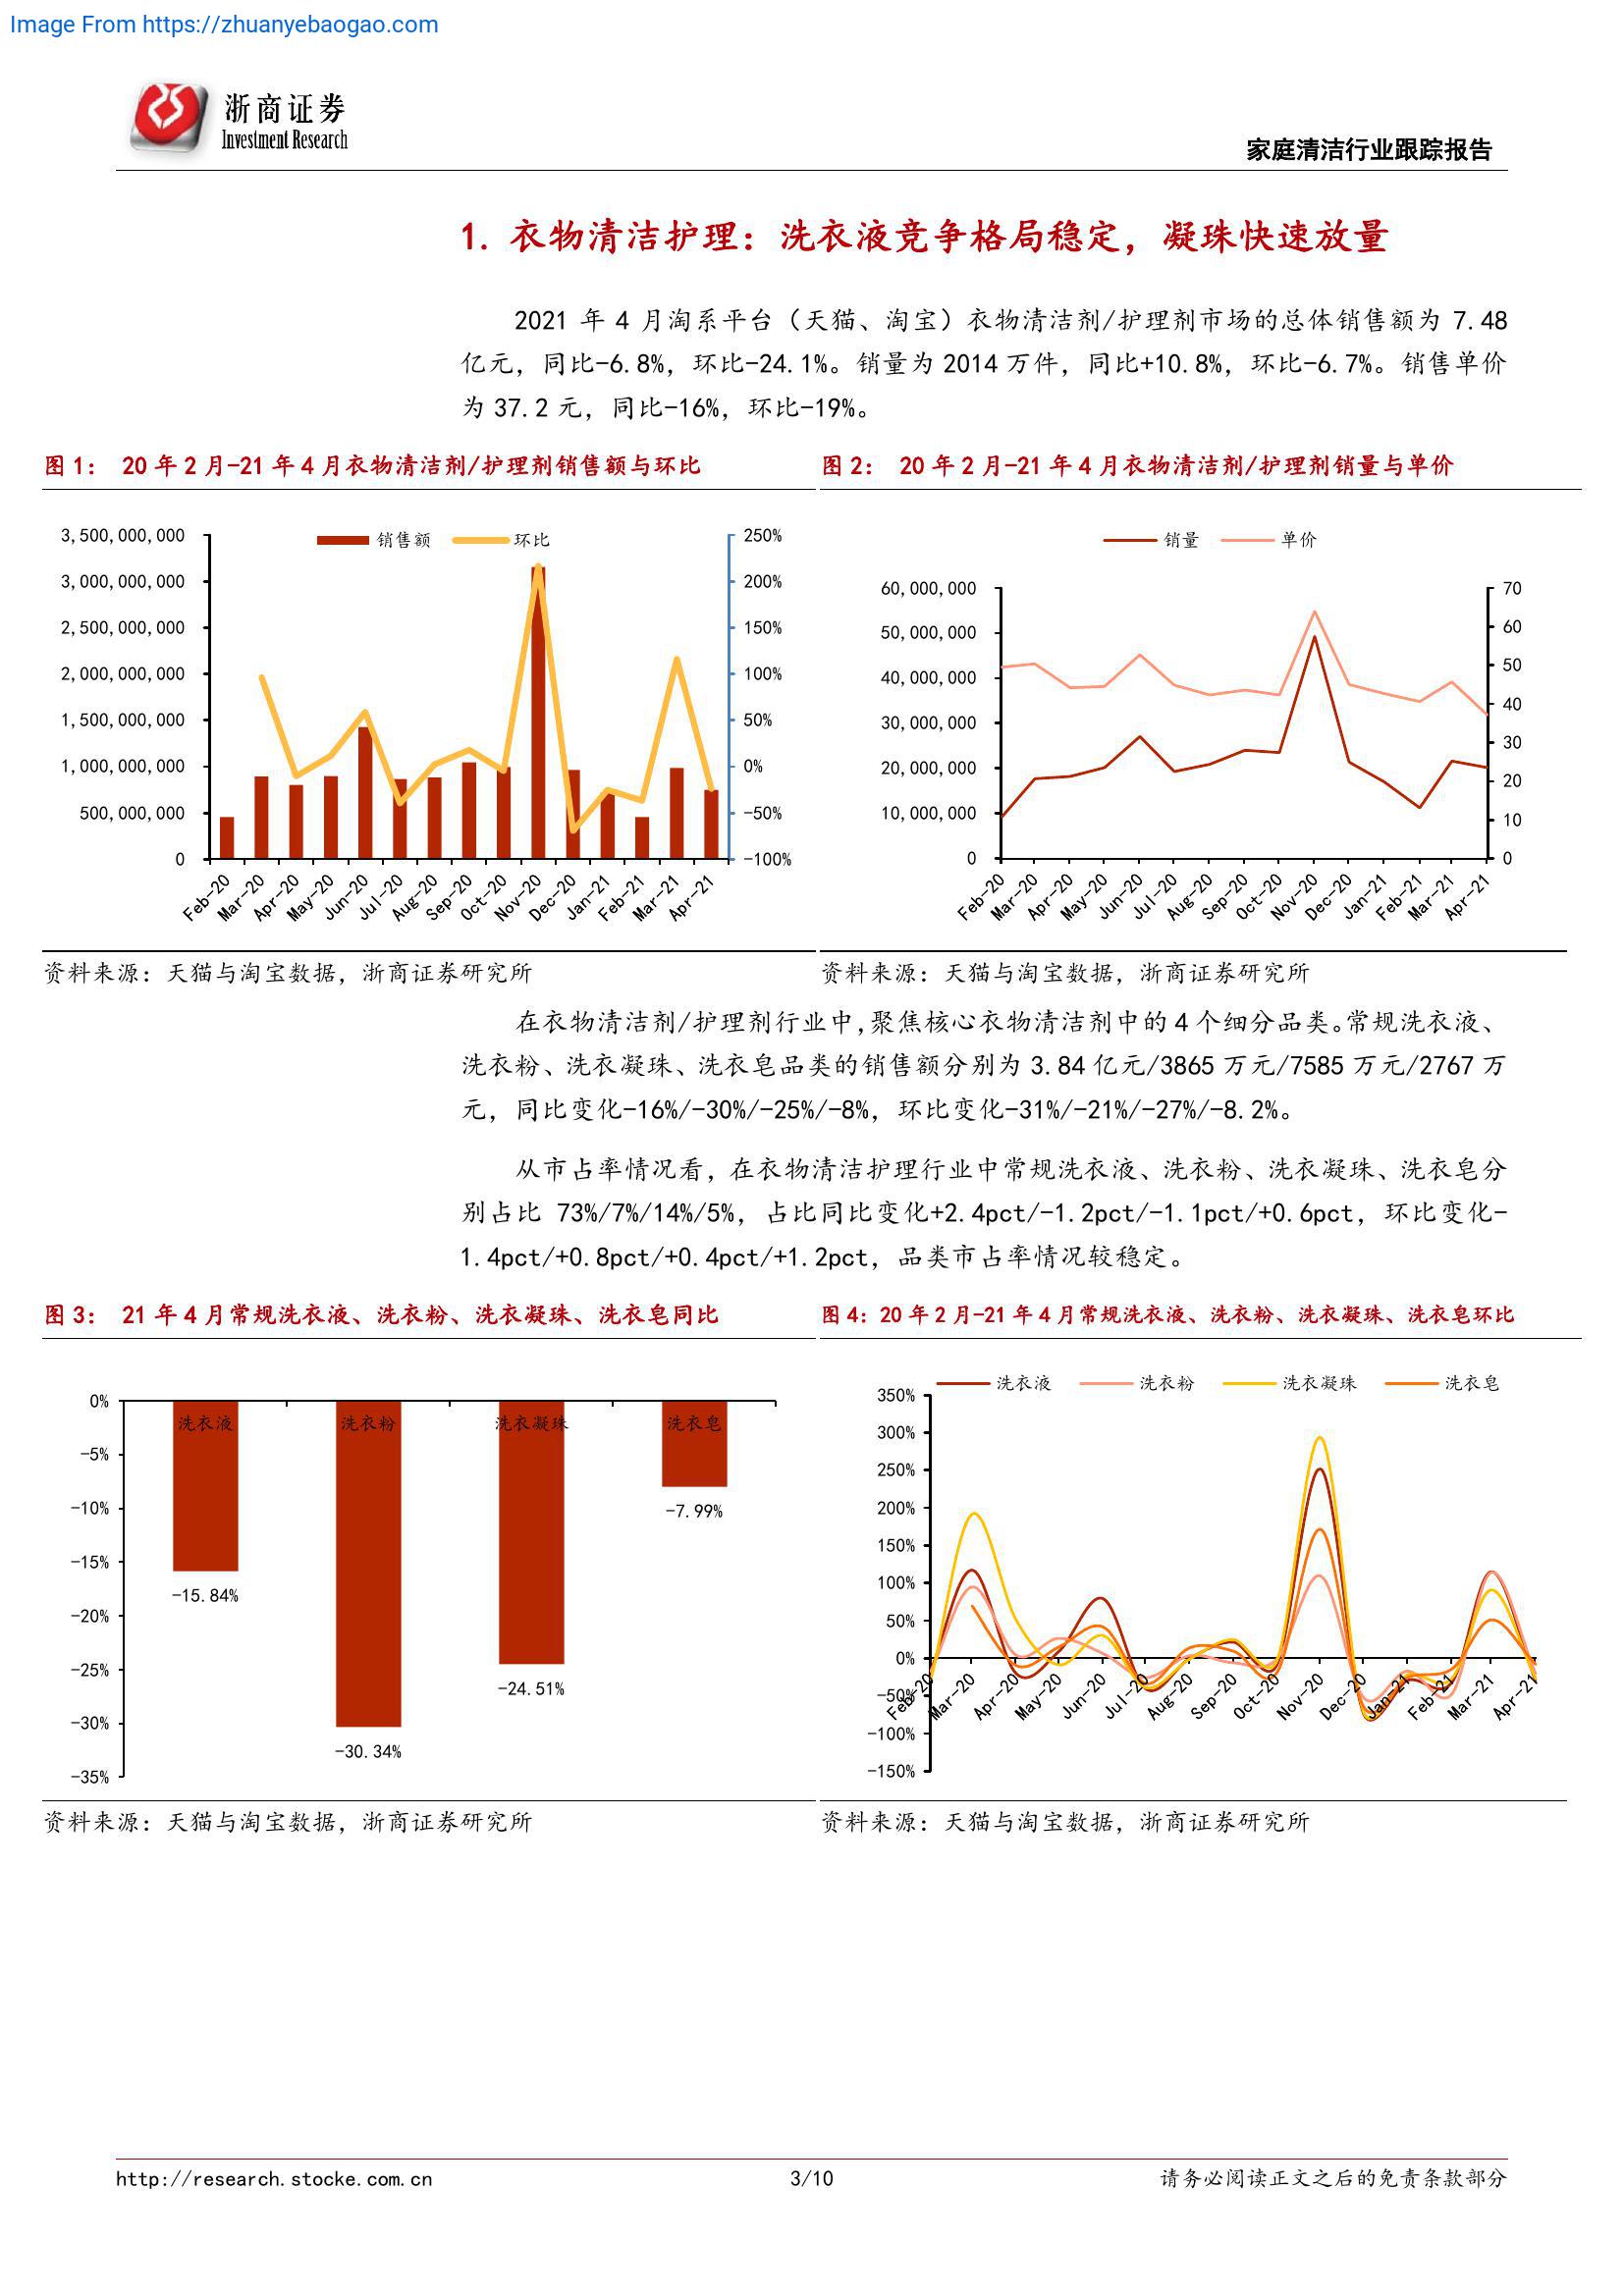 Image From https://zhuanyebaogao.com
浙商证券
Investment Research
家庭清洁行业跟踪报告
1. 衣物清洁护理：洗衣液竞争格局稳定，凝珠快速放量
2021 年 4 月淘系平台（天猫、淘宝）衣物清洁剂/护理剂市场的总体销售额为 7.48
亿元，同比-6.8%，环比-24.1%。销量为 2014 万件，同比+10.8%，环比-6.7%。销售单价
为 37.2 元，同比-16%，环比-19%。
图 1： 20 年 2 月-21 年 4 月衣物清洁剂/护理剂销售额与环比
销售额 环比
3,500,000,000
3,000,000,000
2,500,000,000
2,000,000,000
1,500,000,000
1,000,000,000
500,000,000
0
250%
200%
150%
100%
50%
0%
-50%
-100%
Feb-20 Mar-20 Apr-20 May-20 Jun-20 Jul-20 Aug-20 Sep-20 Oct-20 Nov-20 Dec-20 Jan-21 Feb-21 Mar-21 Apr-21
资料来源：天猫与淘宝数据，浙商证券研究所
图 2： 20 年 2 月-21 年 4 月衣物清洁剂/护理剂销量与单价
销量 单价
60,000,000
50,000,000
40,000,000
30,000,000
20,000,000
10,000,000
0
70
60
50
40
30
20
10
0
Feb-20 Mar-20 Apr-20 May-20 Jun-20 Jul-20 Aug-20 Sep-20 Oct-20 Nov-20 Dec-20 Jan-21 Feb-21 Mar-21 Apr-21
资料来源：天猫与淘宝数据，浙商证券研究所
在衣物清洁剂/护理剂行业中，聚焦核心衣物清洁剂中的 4 个细分品类。常规洗衣液、
洗衣粉、洗衣凝珠、洗衣皂品类的销售额分别为 3.84 亿元/3865 万元/7585 万元/2767 万
元，同比变化-16%/-30%/-25%/-8%，环比变化-31%/-21%/-27%/-8.2%。
从市占率情况看，在衣物清洁护理行业中常规洗衣液、洗衣粉、洗衣凝珠、洗衣皂分
别占比 73%/7%/14%/5%，占比同比变化+2.4pct/-1.2pct/-1.1pct/+0.6pct，环比变化-
1.4pct/+0.8pct/+0.4pct/+1.2pct，品类市占率情况较稳定。
图 3： 21 年 4 月常规洗衣液、洗衣粉、洗衣凝珠、洗衣皂同比
0%
-5%
-10%
-15%
-20%
-25%
-30%
-35%
洗衣液 洗衣粉 洗衣凝珠 洗衣皂
-15.84%
-30.34%
-24.51%
-7.99%
资料来源：天猫与淘宝数据，浙商证券研究所
图 4：20 年 2 月-21 年 4 月常规洗衣液、洗衣粉、洗衣凝珠、洗衣皂环比
洗衣液 洗衣粉 洗衣凝珠 洗衣皂
350%
300%
250%
200%
150%
100%
50%
0%
-50%
-100%
-150%
Feb-20 Mar-20 Apr-20 May-20 Jun-20 Jul-20 Aug-20 Sep-20 Oct-20 Nov-20 Dec-20 Jan-21 Feb-21 Mar-21 Apr-21
资料来源：天猫与淘宝数据，浙商证券研究所
http://research.stocke.com.cn
3/10
请务必阅读正文之后的免责条款部分